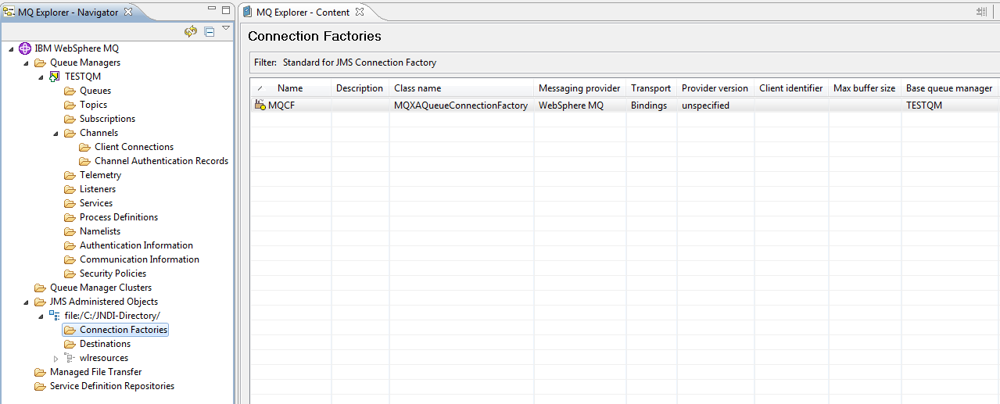 MQ Explorer - Navigator
IBM WebSphere MQ
Queue Managers
TESTQM
Queues
Topics
Subscriptions
Channels
Client Connections
Channel Authentication Records
Telemetry
Listeners
Services
Process Definitions
Namelists
Authentication Information
Communication Information
Security Policies
Queue Manager Clusters
JMS Administered Objects
file:/C:/JNDI-Directory/
Connection Factories
Destinations
wlresources
Managed File Transfer
Service Definition Repositories
MQ Explorer - Content
Connection Factories
Filter: Standard for JMS Connection Factory
Name Description Class name Messaging provider Transport Provider version Client identifier Max buffer size Base queue manager
MQCF MQXAQueueConnectionFactory WebSphere MQ Bindings unspecified TESTQM